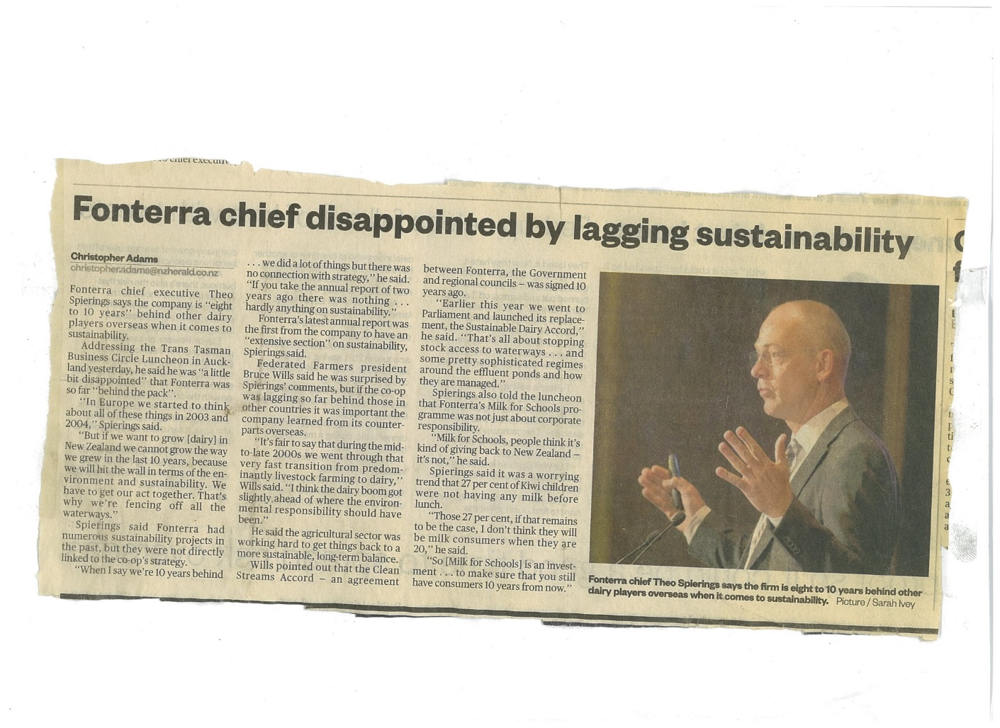 Fonterra chief disappointed by lagging sustainability
Christopher Adams
christopher.adams@nzherald.co.nz
Fonterra chief executive Theo
Spierings says the company is “eight
to 10 years” behind other dairy
players overseas when it comes to
sustainability.
Addressing the Trans Tasman
Business Circle Luncheon in Auck-
land yesterday, he said he was “a little
bit disappointed” that Fonterra was
so far “behind the pack”.
“In Europe we started to think
about all of these things in 2003 and
2004,” Spierings said.
“But if we want to grow [dairy] in
New Zealand we cannot grow the way
we grew in the last 10 years, because
we will hit the wall in terms of the en-
vironment and sustainability. We
have to get our act together. That’s
why we’re fencing off all the
waterways.”
Spierings said Fonterra had
numerous sustainability projects in
the past, but they were not directly
linked to the co-op’s strategy.
“When I say we’re 10 years behind
. . . we did a lot of things but there was
no connection with strategy,” he said.
“If you take the annual report of two
years ago there was nothing . . .
hardly anything on sustainability.”
Fonterra’s latest annual report was
the first from the company to have an
“extensive section” on sustainability,
Spierings said.
Federated Farmers president
Bruce Wills said he was surprised by
Spierings’ comments, but if the co-op
was lagging so far behind those in
other countries it was important the
company learned from its counter-
parts overseas.
“It’s fair to say that during the mid-
to-late 2000s we went through that
very fast transition from predom-
inantly livestock farming to dairy,”
Wills said. “I think the dairy boom got
slightly ahead of where the environ-
mental responsibility should have
been.”
He said the agricultural sector was
working hard to get things back to a
more sustainable, long-term balance.
Wills pointed out that the Clean
Streams Accord – an agreement
between Fonterra, the Government
and regional councils – was signed 10
years ago.
“Earlier this year we went to
Parliament and launched its replace-
ment, the Sustainable Dairy Accord,”
he said. “That’s all about stopping
stock access to waterways . . . and
some pretty sophisticated regimes
around the effluent ponds and how
they are managed.”
Spierings also told the luncheon
that Fonterra’s Milk for Schools pro-
gramme was not just about corporate
responsibility.
“Milk for Schools, people think it’s
kind of giving back to New Zealand –
it’s not,” he said.
Spierings said it was a worrying
trend that 27 per cent of Kiwi children
were not having any milk before
lunch.
“Those 27 per cent, if that remains
to be the case, I don’t think they will
be milk consumers when they are
20,” he said.
“So [Milk for Schools] is an invest-
ment . . . to make sure that you still
have consumers 10 years from now.”
Fonterra chief Theo Spierings says the firm is eight to 10 years behind other
dairy players overseas when it comes to sustainability. Picture / Sarah Ivey